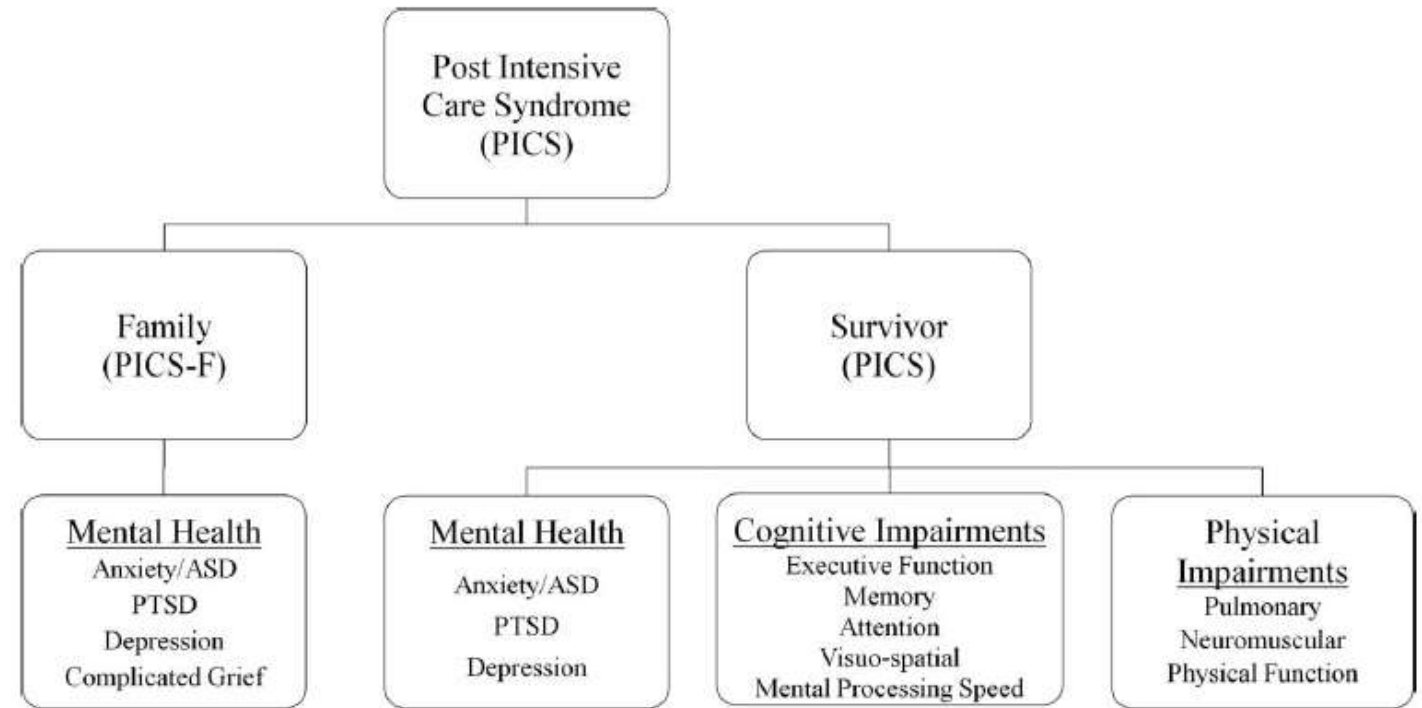 Post Intensive
Care Syndrome
(PICS)
Family
(PICS-F)
Survivor
(PICS)
Mental Health
Anxiety/ASD
PTSD
Depression
Complicated Grief
Mental Health
Anxiety/ASD
PTSD
Depression
Cognitive Impairments
Executive Function
Memory
Attention
Visuo-spatial
Mental Processing Speed
Physical
Impairments
Pulmonary
Neuromuscular
Physical Function